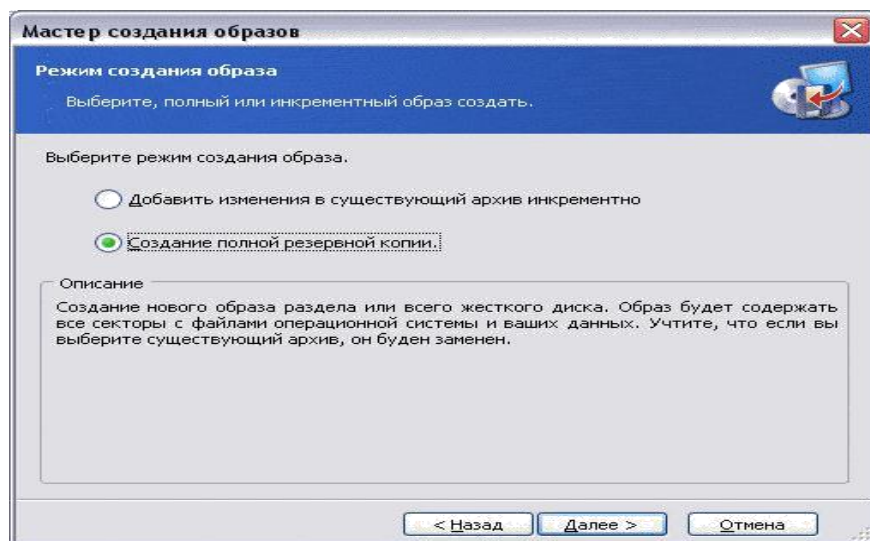 Мастер создания образов
Режим создания образа
Выберите, полный или инкрементный образ создать.
Выберите режим создания образа.
Добавить изменения в существующий архив инкрементно
Создание полной резервной копии.
Описание
Создание нового образа раздела или всего жесткого диска. Образ будет содержать
все секторы с файлами операционной системы и ваших данных. Учтите, что если вы
выберите существующий архив, он буден заменен.
< Назад
Далее >
Отмена